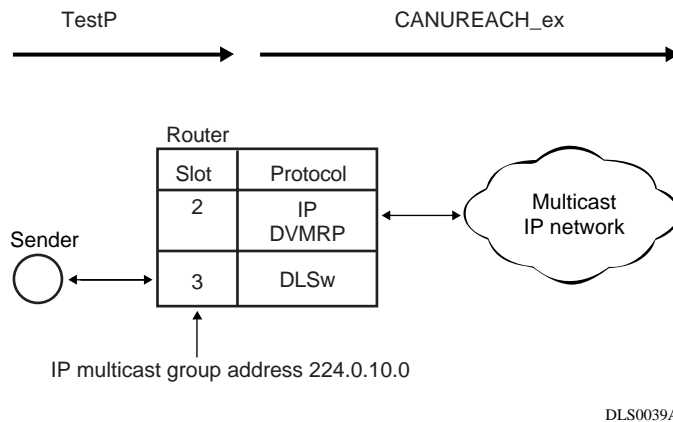 TestP CANUREACH_ex
Router
Slot Protocol
2 IP
DVMRP
Multicast
IP network
Sender
3 DLSw
IP multicast group address 224.0.10.0
DLS0039A